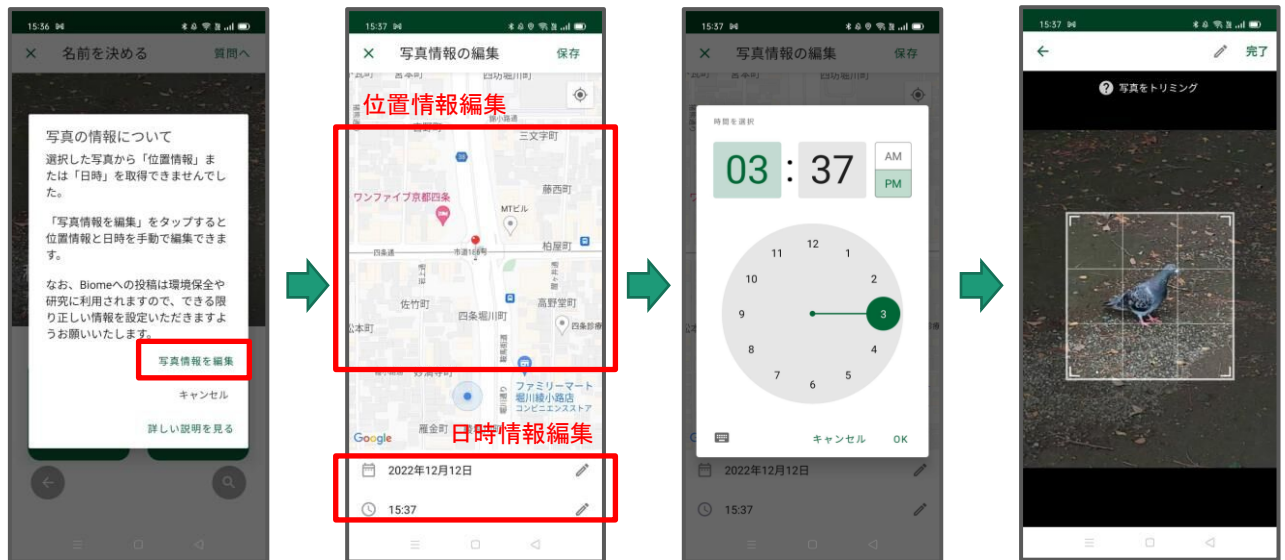 15:36
名前を決める
質問へ
写真の情報について
選択した写真から「位置情報」ま
たは「日時」を取得できませんでし
た。
「写真情報を編集」をタップすると
位置情報と日時を手動で編集できま
す。
なお、Biomeへの投稿は環境保全や
研究に利用されますので、できる限
り正しい情報を設定いただきますよ
うお願いいたします。
写真情報を編集
キャンセル
詳しい説明を見る
15:37
写真情報の編集
保存
四坊堀川町
位置情報編集
三文字町
藤西町
ワンファイブ京都四条
MTビル
柏屋町
四条通
市道186号
佐竹町
高野堂町
四条堀川町
四条診療
ファミリーマート
堀川綾小路店
コンビニエンスストア
堀川通り
雁金町
Google
日時情報編集
2022年12月12日
15:37
15:37
写真情報の編集
保存
時間を選択
03 : 37
AM
PM
12
1
2
3
4
5
6
7
8
9
10
11
キャンセル
OK
2022年12月12日
15:37
15:37
完了
写真をトリミング